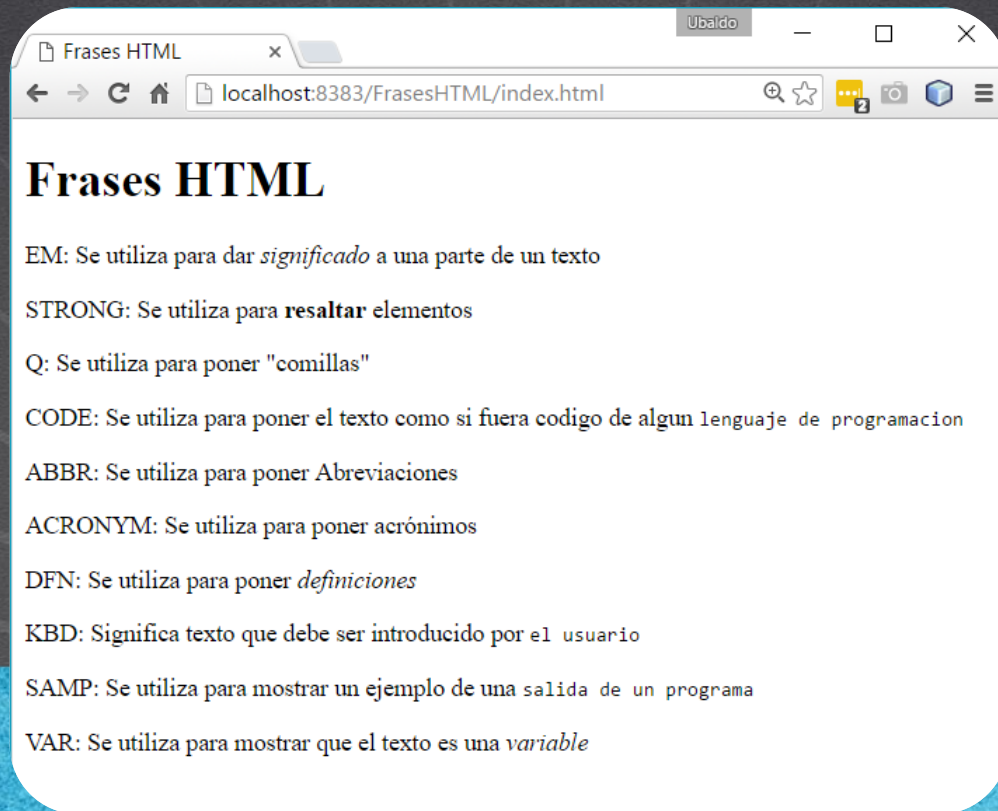 Ubaldo
Frases HTML
localhost:8383/FrasesHTML/index.html
2
Frases HTML
EM: Se utiliza para dar significado a una parte de un texto
STRONG: Se utiliza para resaltar elementos
Q: Se utiliza para poner "comillas"
CODE: Se utiliza para poner el texto como si fuera codigo de algun lenguaje de programacion
ABBR: Se utiliza para poner Abreviaciones
ACRONYM: Se utiliza para poner acrónimos
DFN: Se utiliza para poner definiciones
KBD: Significa texto que debe ser introducido por el usuario
SAMP: Se utiliza para mostrar un ejemplo de una salida de un programa
VAR: Se utiliza para mostrar que el texto es una variable